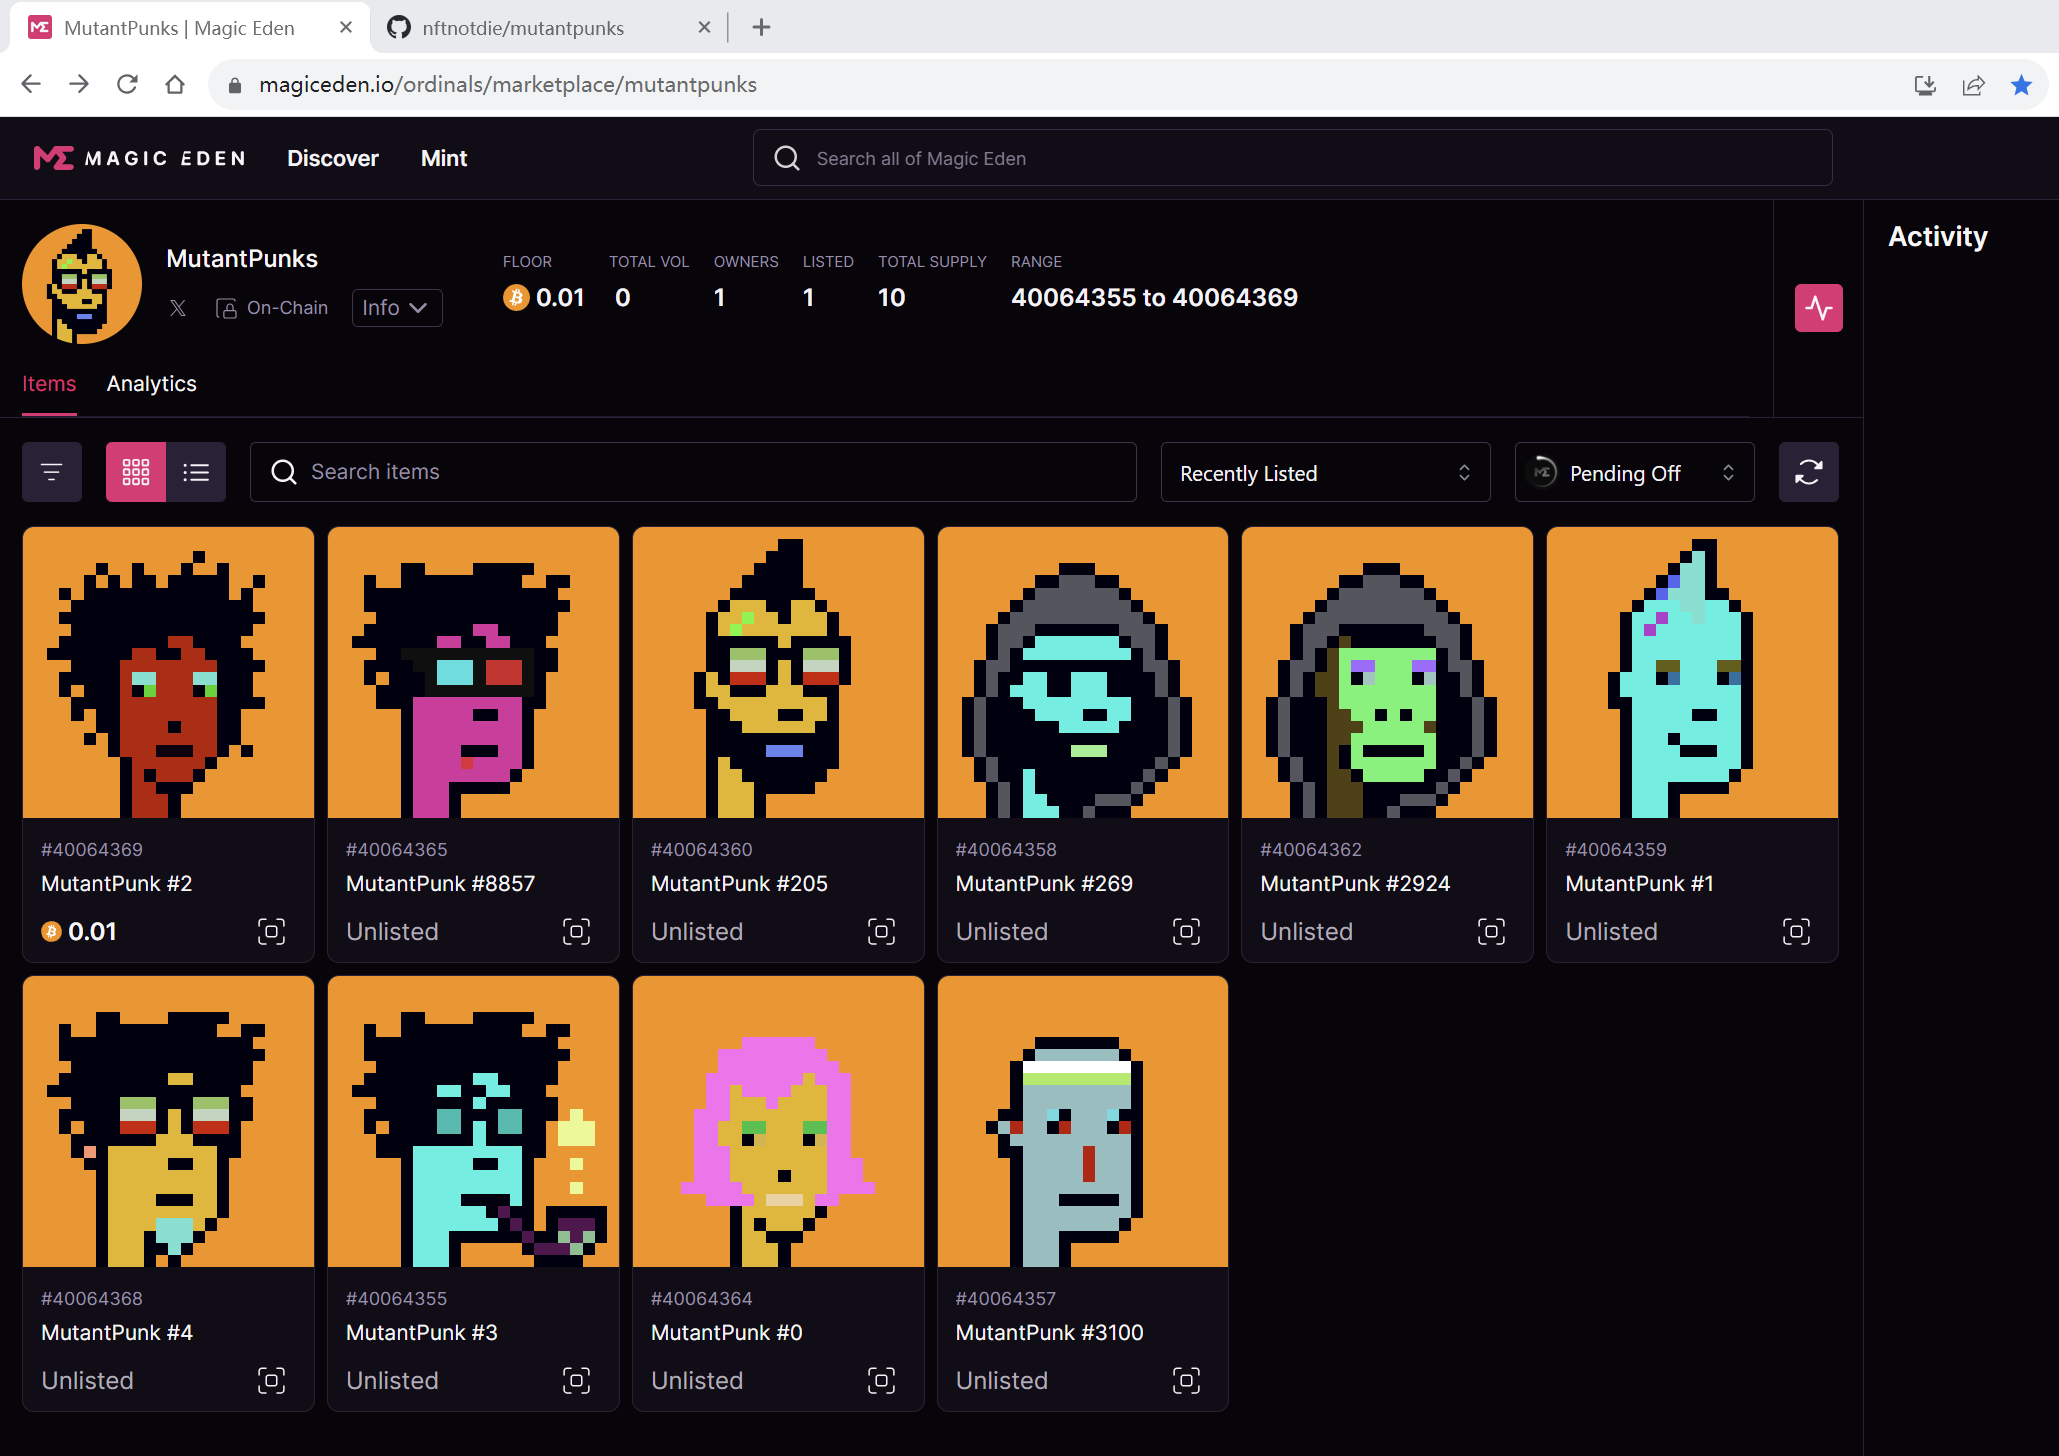 MutantPunks | Magic Eden
nftnotdie/mutantpunks
magiceden.io/ordinals/marketplace/mutantpunks
MAGIC EDEN
Discover
Mint
Search all of Magic Eden
MutantPunks
On-Chain
Info
FLOOR
TOTAL VOL
OWNERS
LISTED
TOTAL SUPPLY
RANGE
0.01
0
1
1
10
40064355 to 40064369
Activity
Items
Analytics
Search items
Recently Listed
Pending Off
#40064369
MutantPunk #2
0.01
#40064365
MutantPunk #8857
Unlisted
#40064360
MutantPunk #205
Unlisted
#40064358
MutantPunk #269
Unlisted
#40064362
MutantPunk #2924
Unlisted
#40064359
MutantPunk #1
Unlisted
#40064368
MutantPunk #4
Unlisted
#40064355
MutantPunk #3
Unlisted
#40064364
MutantPunk #0
Unlisted
#40064357
MutantPunk #3100
Unlisted